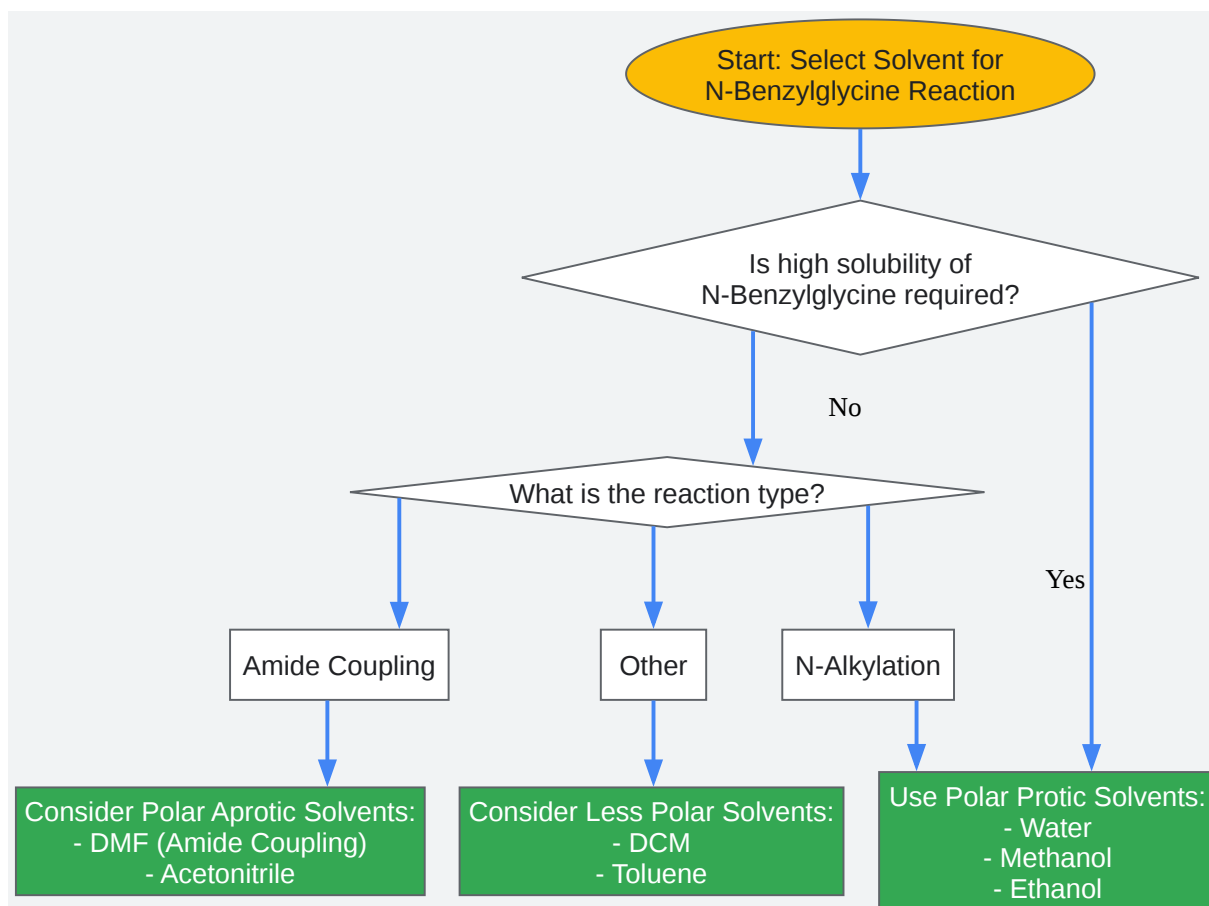 Start: Select Solvent for
N-Benzylglycine Reaction
Is high solubility of
N-Benzylglycine required?
No
What is the reaction type?
Yes
Amide Coupling
Other
N-Alkylation
Consider Polar Aprotic Solvents:
- DMF (Amide Coupling)
- Acetonitrile
Consider Less Polar Solvents:
- DCM
- Toluene
Use Polar Protic Solvents:
- Water
- Methanol
- Ethanol